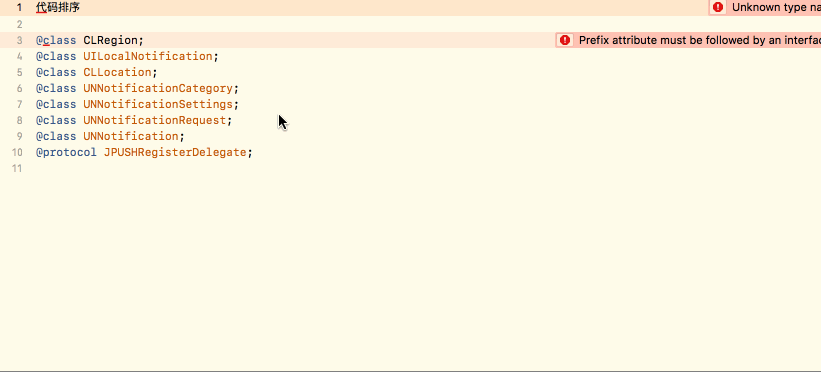 1 代码排序 Unknown type na
2
3 @class CLRegion; Prefix attribute must be followed by an interfac
4 @class UILocalNotification;
5 @class CLLocation;
6 @class UNNotificationCategory;
7 @class UNNotificationSettings;
8 @class UNNotificationRequest;
9 @class UNNotification;
10 @protocol JPUSHRegisterDelegate;
11